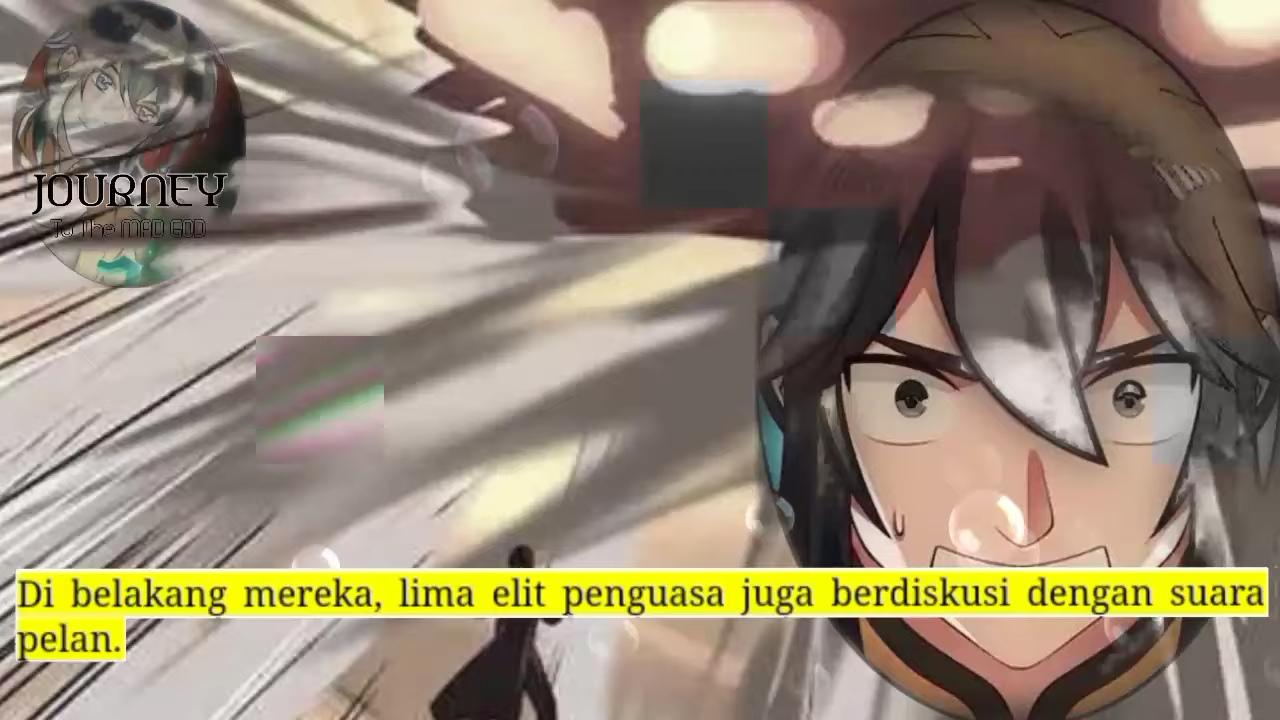 JOURNEY
To The MAD GOD
Di belakang mereka, lima elit penguasa juga berdiskusi dengan suara
pelan.